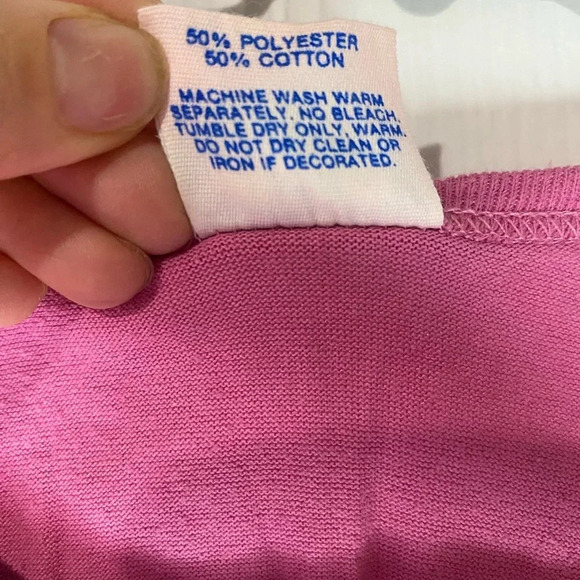 50% POLYESTER
50% COTTON
MACHINE WASH WARM
SEPARATELY. NO BLEACH.
TUMBLE DRY ONLY, WARM.
DO NOT DRY CLEAN OR
IRON IF DECORATED.